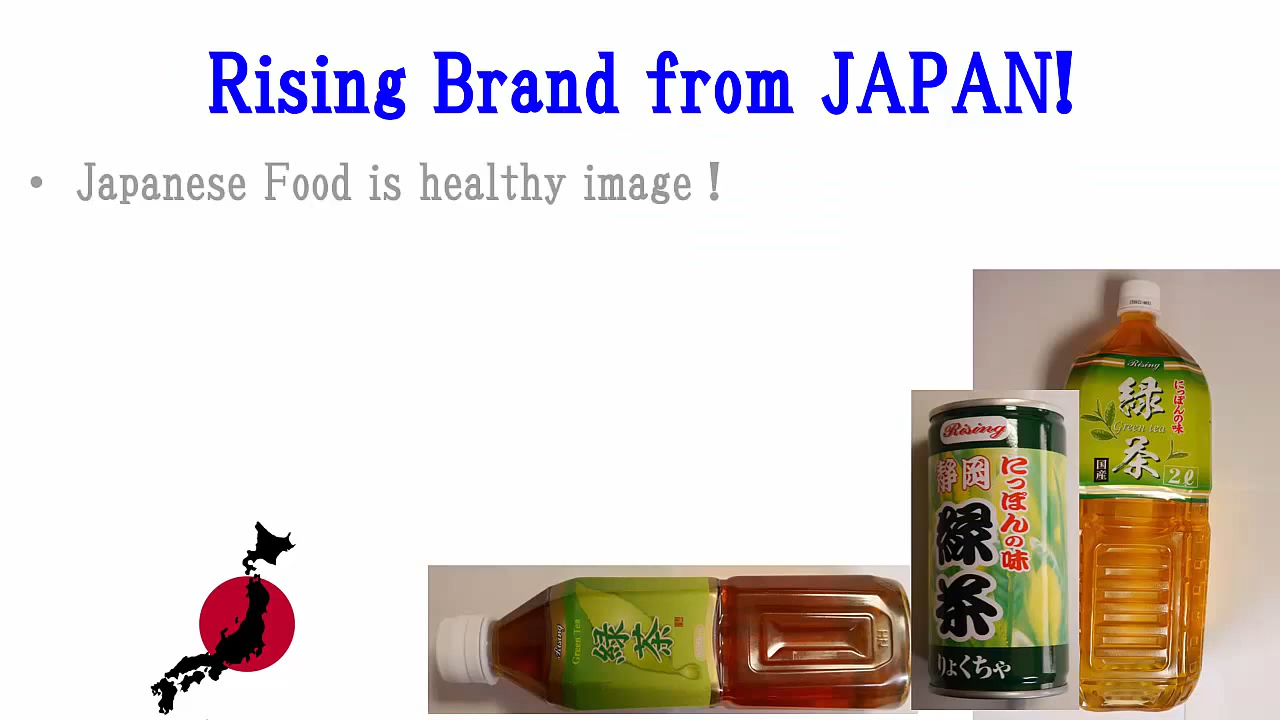 Rising Brand from JAPAN!
• Japanese Food is healthy image！
Rising
緑茶
Green tea
にっぽんの味
国産
2ℓ
Rising
静岡
緑茶
にっぽんの味
りょくちゃ
Rising
Green Tea
緑茶